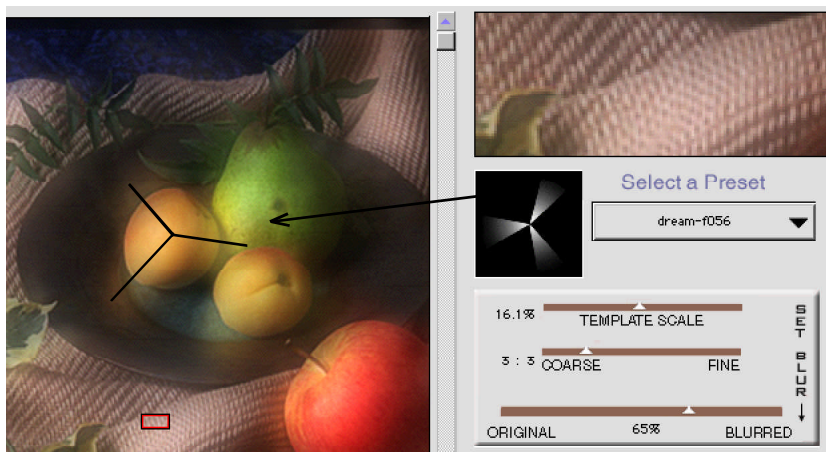 Select a Preset
dream-f056
16.1%
TEMPLATE SCALE
3 : 3
COARSE
FINE
65%
ORIGINAL
BLURRED
SET BLUR